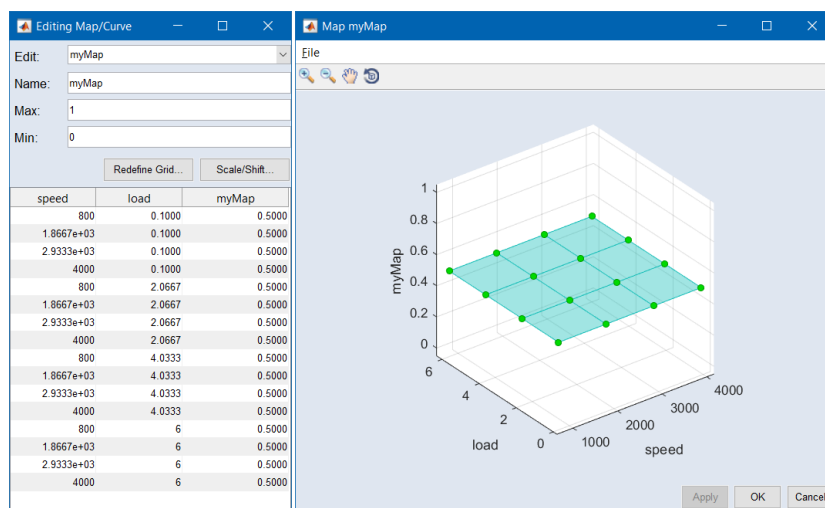 Editing Map/Curve
Edit: myMap
Name: myMap
Max: 1
Min: 0
Redefine Grid... Scale/Shift...
speed load myMap
800 0.1000 0.5000
1.8667e+03 0.1000 0.5000
2.9333e+03 0.1000 0.5000
4000 0.1000 0.5000
800 2.0667 0.5000
1.8667e+03 2.0667 0.5000
2.9333e+03 2.0667 0.5000
4000 2.0667 0.5000
800 4.0333 0.5000
1.8667e+03 4.0333 0.5000
2.9333e+03 4.0333 0.5000
4000 4.0333 0.5000
800 6 0.5000
1.8667e+03 6 0.5000
2.9333e+03 6 0.5000
4000 6 0.5000
Map myMap
File
1
0.8
0.6
0.4
0.2
0
myMap
6
4
2
0
load
1000
2000
3000
4000
speed
Apply OK Cancel